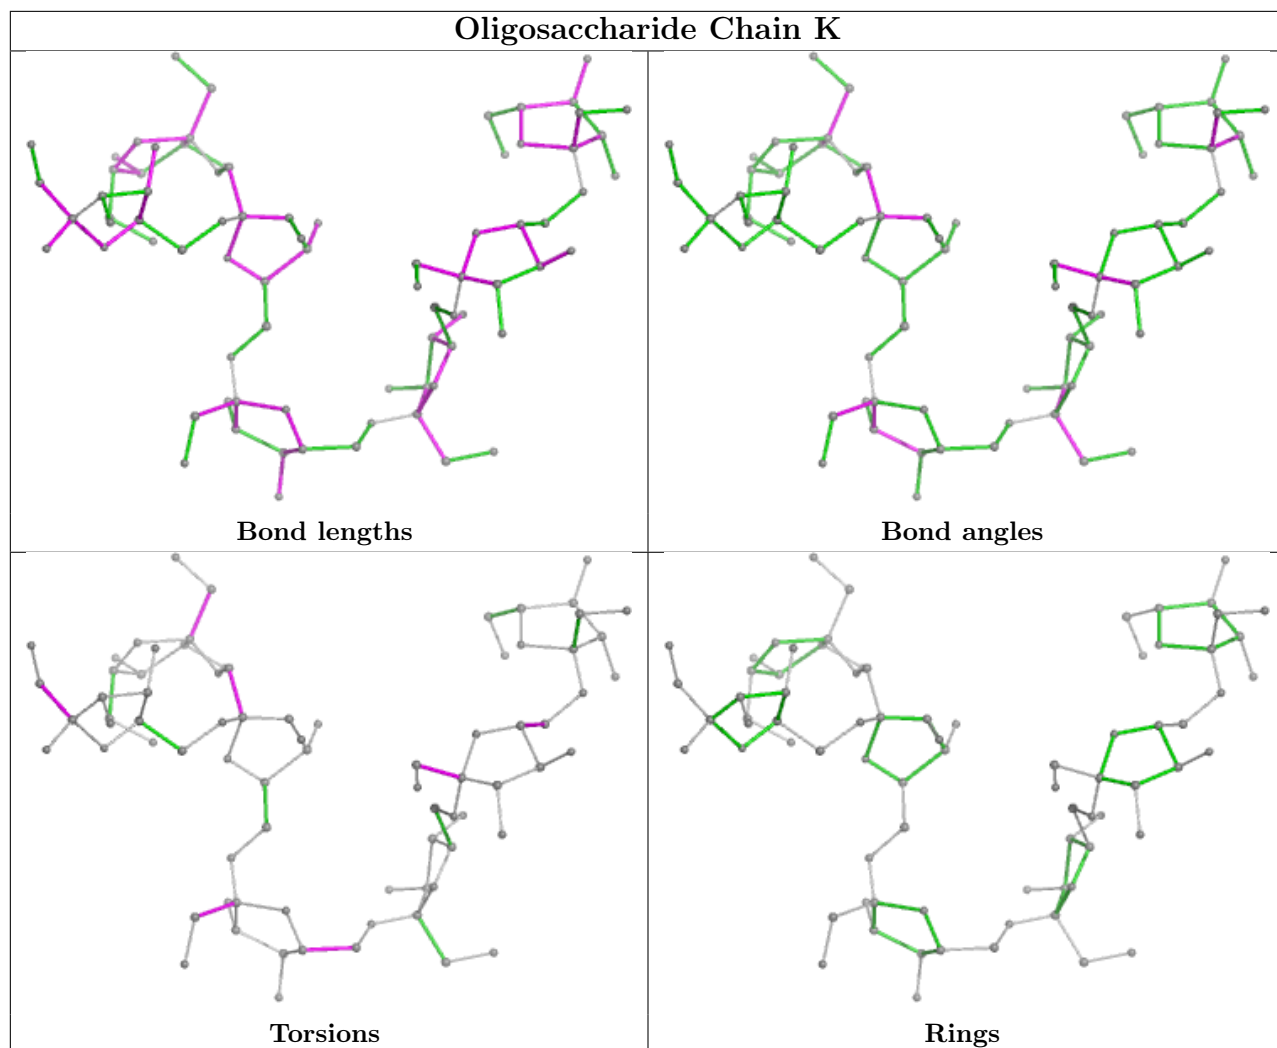 Oligosaccharide Chain K
Bond lengths
Bond angles
Torsions
Rings